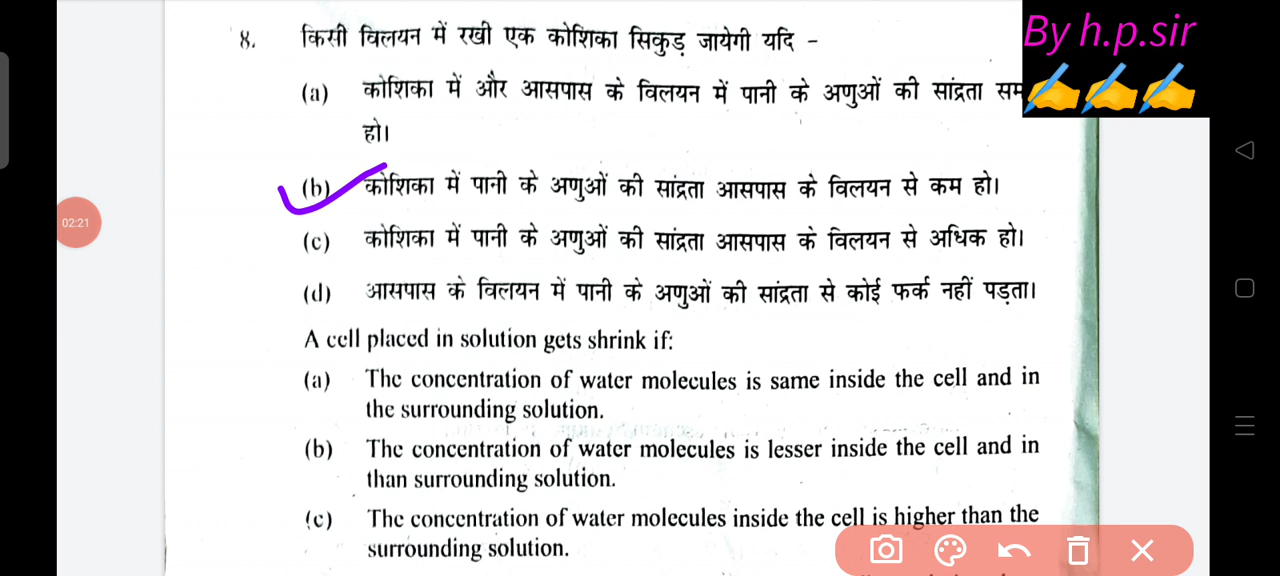 By h.p.sir
8. किसी विलयन में रखी एक कोशिका सिकुड़ जायेगी यदि -
(a) कोशिका में और आसपास के विलयन में पानी के अणुओं की सांद्रता
हो।
(b) कोशिका में पानी के अणुओं की सांद्रता आसपास के विलयन से कम हो।
(c) कोशिका में पानी के अणुओं की सांद्रता आसपास के विलयन से अधिक हो।
(d) आसपास के विलयन में पानी के अणुओं की सांद्रता से कोई फर्क नहीं पड़ता।
A cell placed in solution gets shrink if:
(a) The concentration of water molecules is same inside the cell and in
the surrounding solution.
(b) The concentration of water molecules is lesser inside the cell and in
than surrounding solution.
(c) The concentration of water molecules inside the cell is higher than the
surrounding solution.
02:21